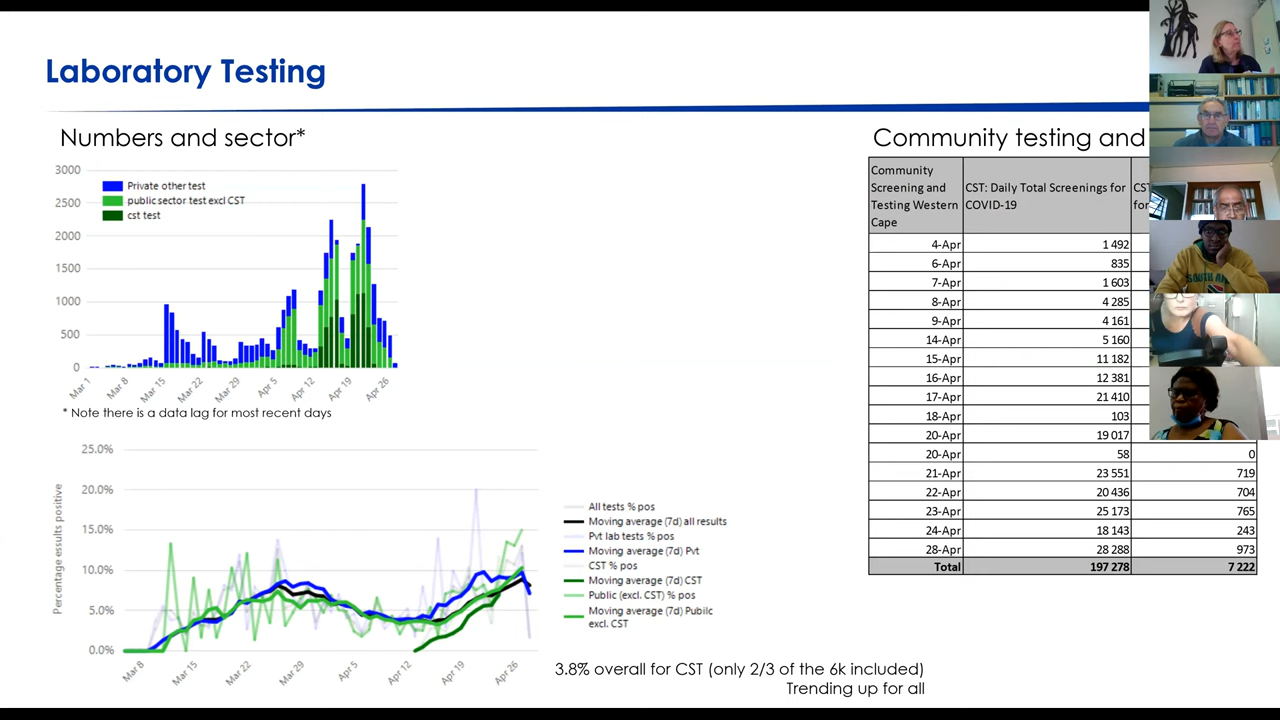 Laboratory Testing
Numbers and sector*
3000
2500
2000
1500
1000
500
0
Private other test
public sector test excl CST
cst test
Mar 1
Mar 8
Mar 15
Mar 22
Mar 29
Apr 5
Apr 12
Apr 19
Apr 26
* Note there is a data lag for most recent days
Percentage essults positive
25.0%
20.0%
15.0%
10.0%
5.0%
0.0%
Mar 8
Mar 15
Mar 22
Mar 29
Apr 5
Apr 12
Apr 19
Apr 26
All tests % pos
Moving average (7d) all results
Pvt lab tests % pos
Moving average (7d) Pvt
CST % pos
Moving average (7d) CST
Public (excl. CST) % pos
Moving average (7d) Public
excl. CST
3.8% overall for CST (only 2/3 of the 6k included)
Trending up for all
Community testing and
Community
Screening and
Testing Western
Cape
CST: Daily Total Screenings for
COVID-19
CST
for
4-Apr 1 492
6-Apr 835
7-Apr 1 603
8-Apr 4 285
9-Apr 4 161
14-Apr 5 160
15-Apr 11 182
16-Apr 12 381
17-Apr 21 410
18-Apr 103
20-Apr 19 017
20-Apr 58 0
21-Apr 23 551 719
22-Apr 20 436 704
23-Apr 25 173 765
24-Apr 18 143 243
28-Apr 28 288 973
Total 197 278 7 222